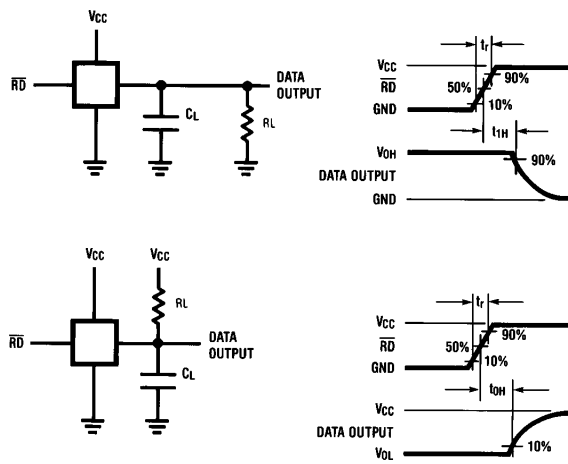 VCC
RD
DATA
OUTPUT
CL
RL
tr
VCC
RD
GND
50%
90%
10%
t1H
VOH
DATA OUTPUT
GND
90%
VCC
VCC
RL
RD
DATA
OUTPUT
CL
tr
VCC
RD
GND
50%
90%
10%
t0H
VCC
DATA OUTPUT
VOL
10%